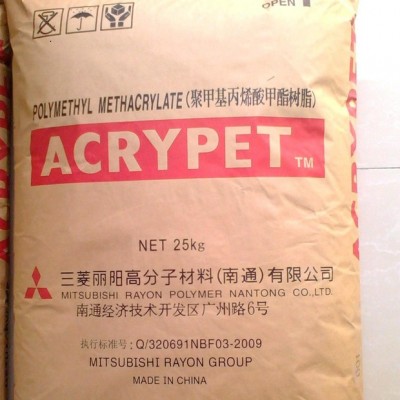 OPEN
POLYMETHYL METHACRYLATE(聚甲基丙烯酸甲酯树脂)
ACRYPET TM
NET 25kg
三菱丽阳高分子材料(南通)有限公司
MITSUBISHI RAYON POLYMER NANTONG CO.,LTD.
南通经济技术开发区广州路6号
执行标准号: Q/320691NBF03-2009
MITSUBISHI RAYON GROUP
MADE IN CHINA